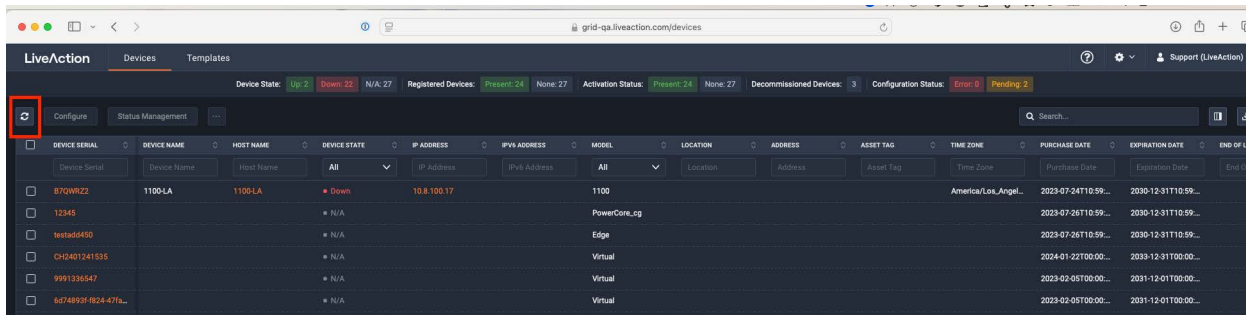 grid-qa.liveaction.com/devices
LiveAction Devices Templates Support (LiveAction)
Device State: Up: 2 Down: 22 N/A: 27 Registered Devices: Present: 24 None: 27 Activation Status: Present: 24 None: 27 Decommissioned Devices: 3 Configuration Status: Error: 0 Pending: 2
Configure Status Management ... Search...
DEVICE SERIAL DEVICE NAME HOST NAME DEVICE STATE IP ADDRESS IPV6 ADDRESS MODEL LOCATION ADDRESS ASSET TAG TIME ZONE PURCHASE DATE EXPIRATION DATE END OF L
Device Serial Device Name Host Name All IP Address IPv6 Address All Location Address Asset Tag Time Zone Purchase Date Expiration Date End O
B7QWRZ2 1100-LA 1100-LA Down 10.8.100.17 1100 America/Los_Angel... 2023-07-24T10:59:... 2030-12-31T10:59:...
12345 N/A PowerCore_cg 2023-07-26T10:59:... 2030-12-31T10:59:...
testadd450 N/A Edge 2023-07-26T10:59:... 2030-12-31T10:59:...
CH2401241535 N/A Virtual 2024-01-22T00:00:... 2033-12-31T00:00:...
9991336547 N/A Virtual 2023-02-05T00:00:... 2031-12-01T00:00:...
6d74893f-f824-47fa... N/A Virtual 2023-02-05T00:00:... 2031-12-01T00:00:...